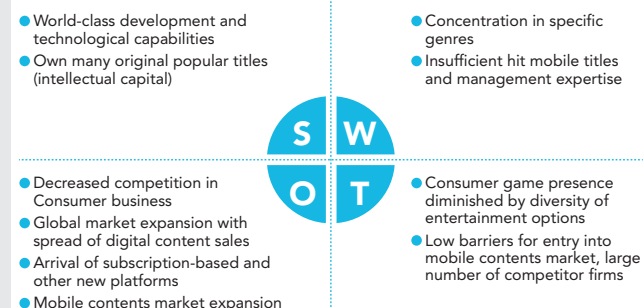 ● World-class development and
technological capabilities
● Own many original popular titles
(intellectual capital)
● Concentration in specific
genres
● Insufficient hit mobile titles
and management expertise
S W
O T
● Decreased competition in
Consumer business
● Global market expansion with
spread of digital content sales
● Arrival of subscription-based and
other new platforms
● Mobile contents market expansion
● Consumer game presence
diminished by diversity of
entertainment options
● Low barriers for entry into
mobile contents market, large
number of competitor firms